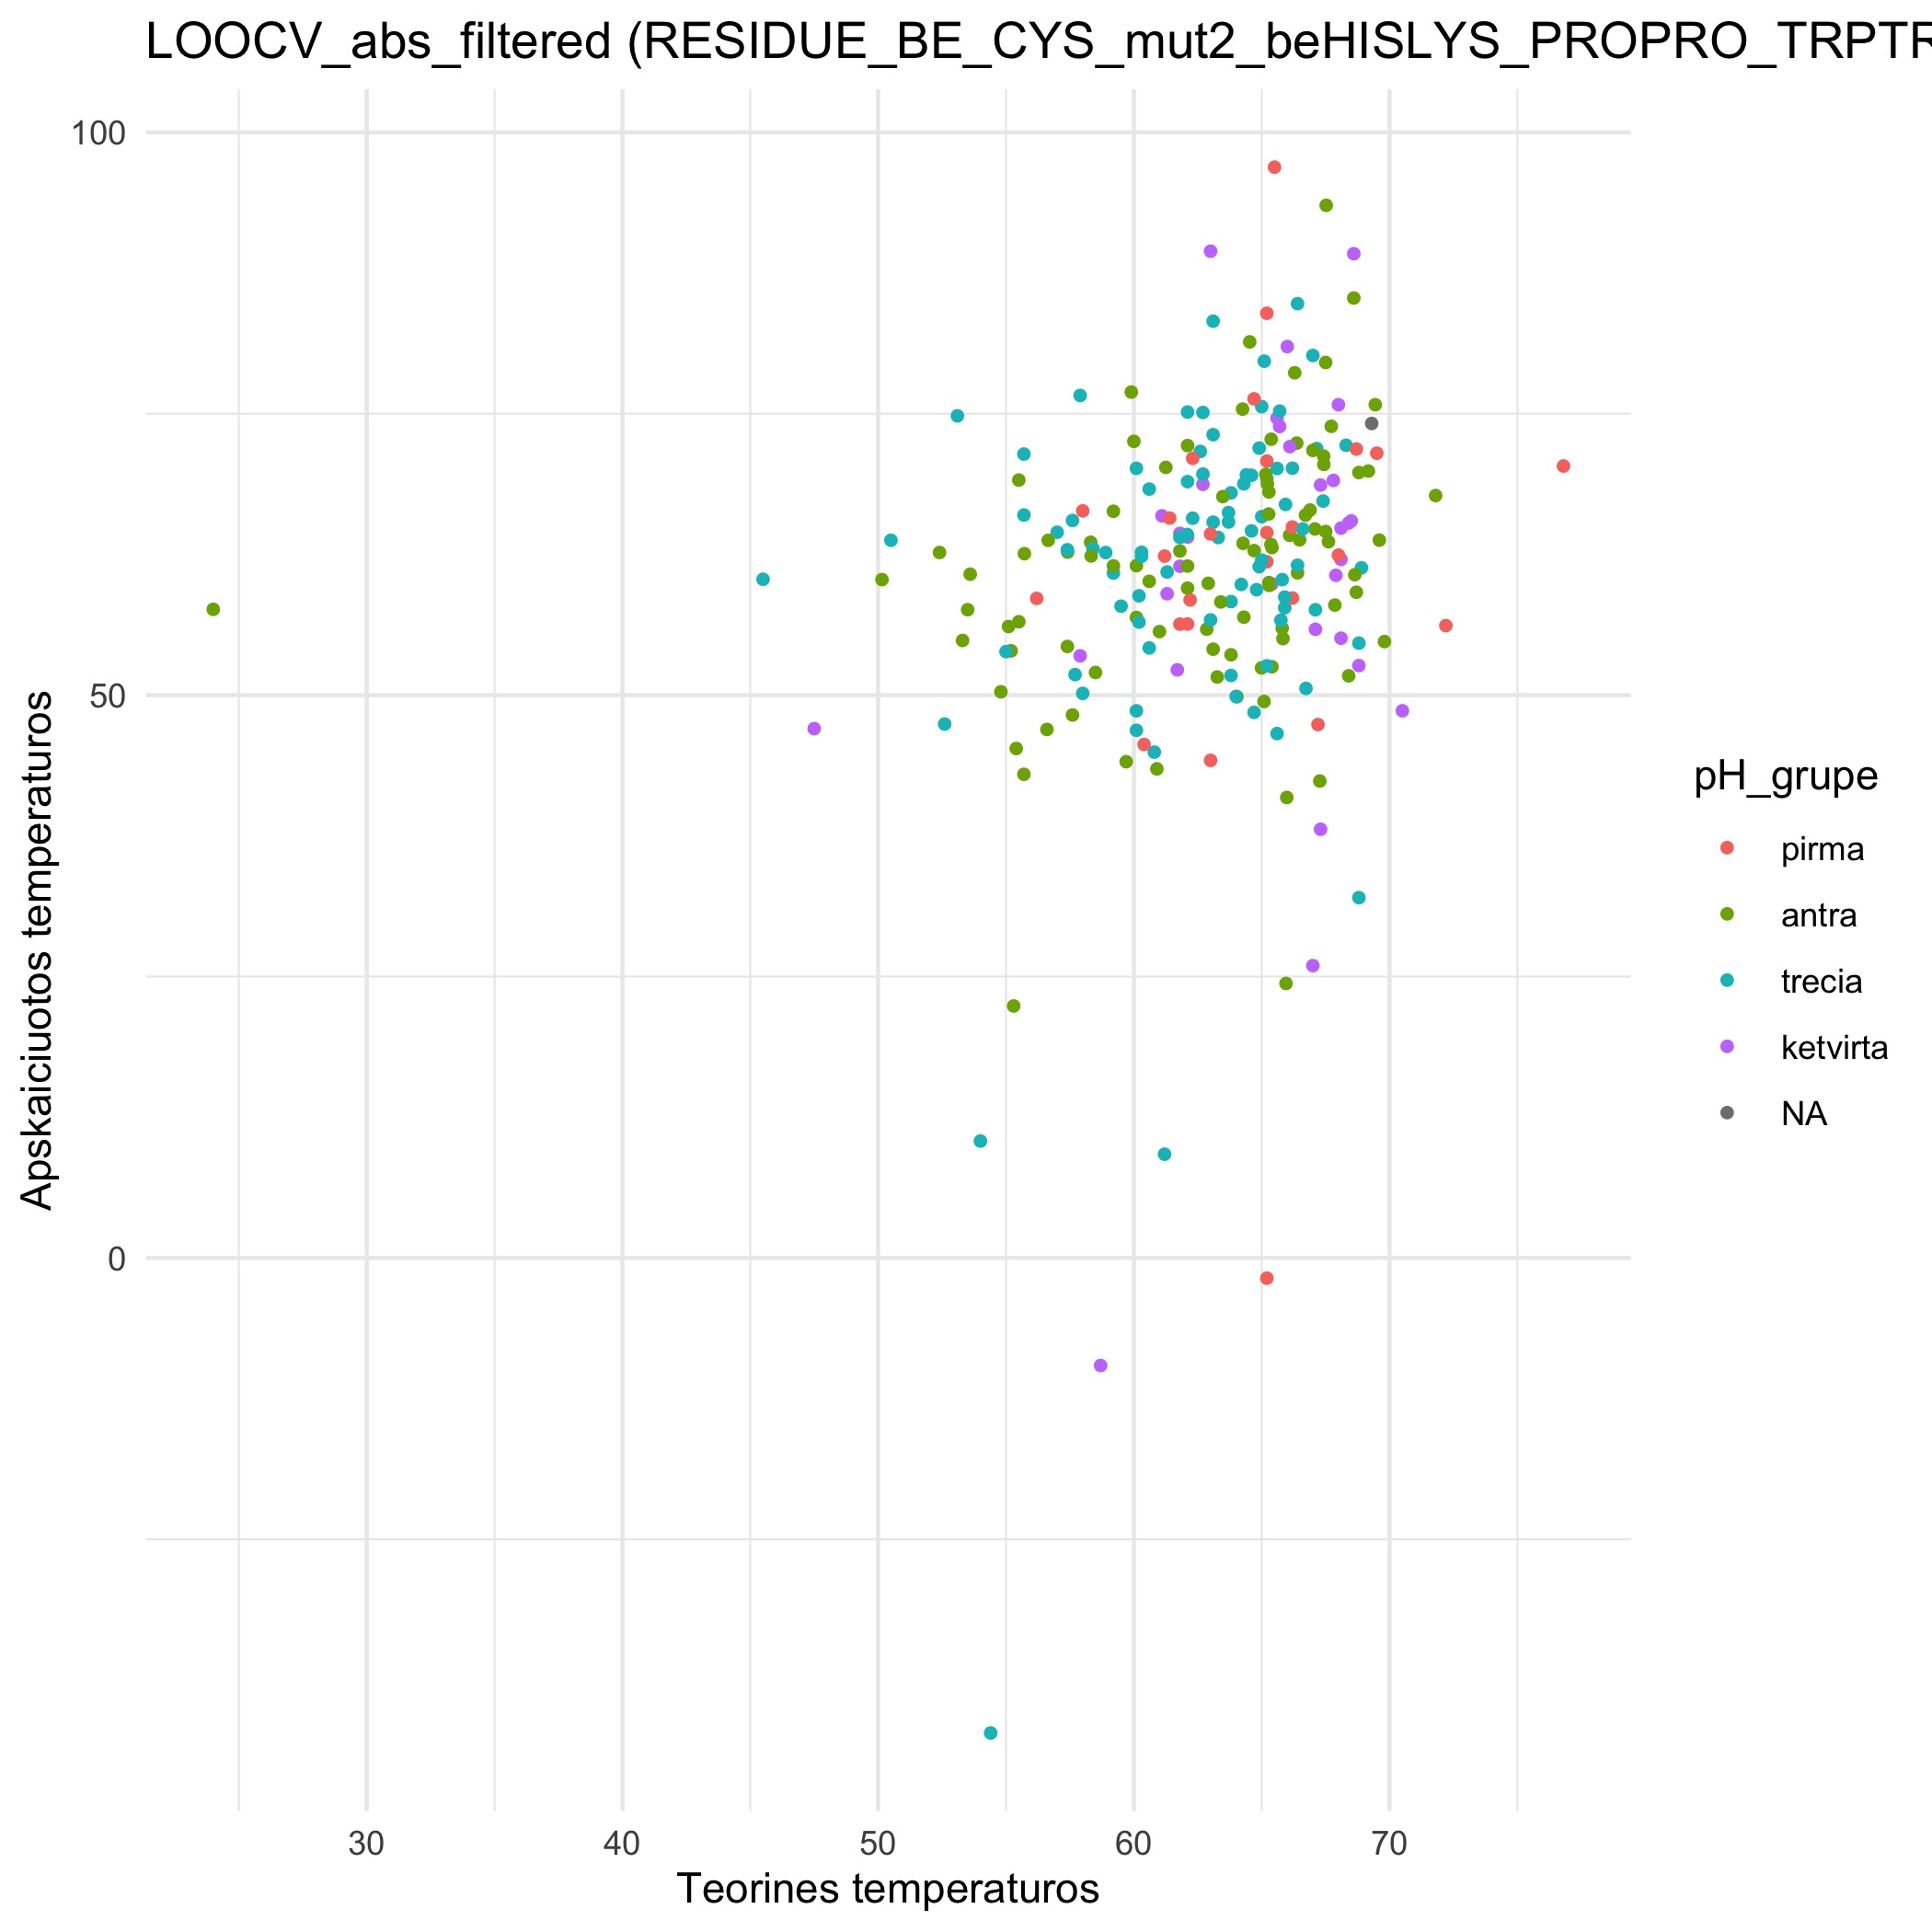 LOOCV_abs_filtered (RESIDUE_BE_CYS_mut2_beHISLYS_PROPRO_TRPTR
100
50
0
Apskaiciuotos temperaturos
30
40
50
60
70
Teorines temperaturos
pH_grupe
pirma
antra
trecia
ketvirta
NA